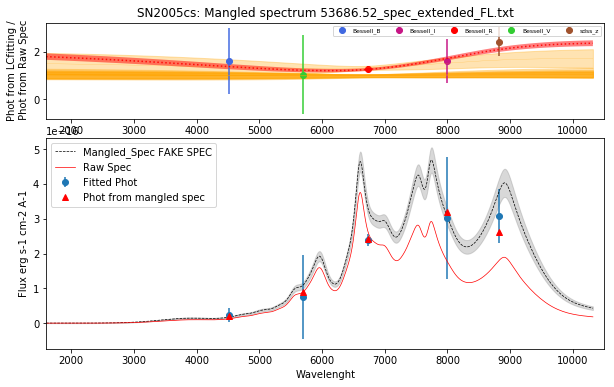 SN2005cs: Mangled spectrum 53686.52_spec_extended_FL.txt
Phot from LCfitting /
Phot from Raw Spec
2
0
Bessell_B
Bessell_I
Bessell_R
Bessell_V
sdss_z
2000 3000 4000 5000 6000 7000 8000 9000 10000
1e−16
Flux erg s-1 cm-2 A-1
5
4
3
2
1
0
Mangled_Spec FAKE SPEC
Raw Spec
Fitted Phot
Phot from mangled spec
2000 3000 4000 5000 6000 7000 8000 9000 10000
Wavelenght